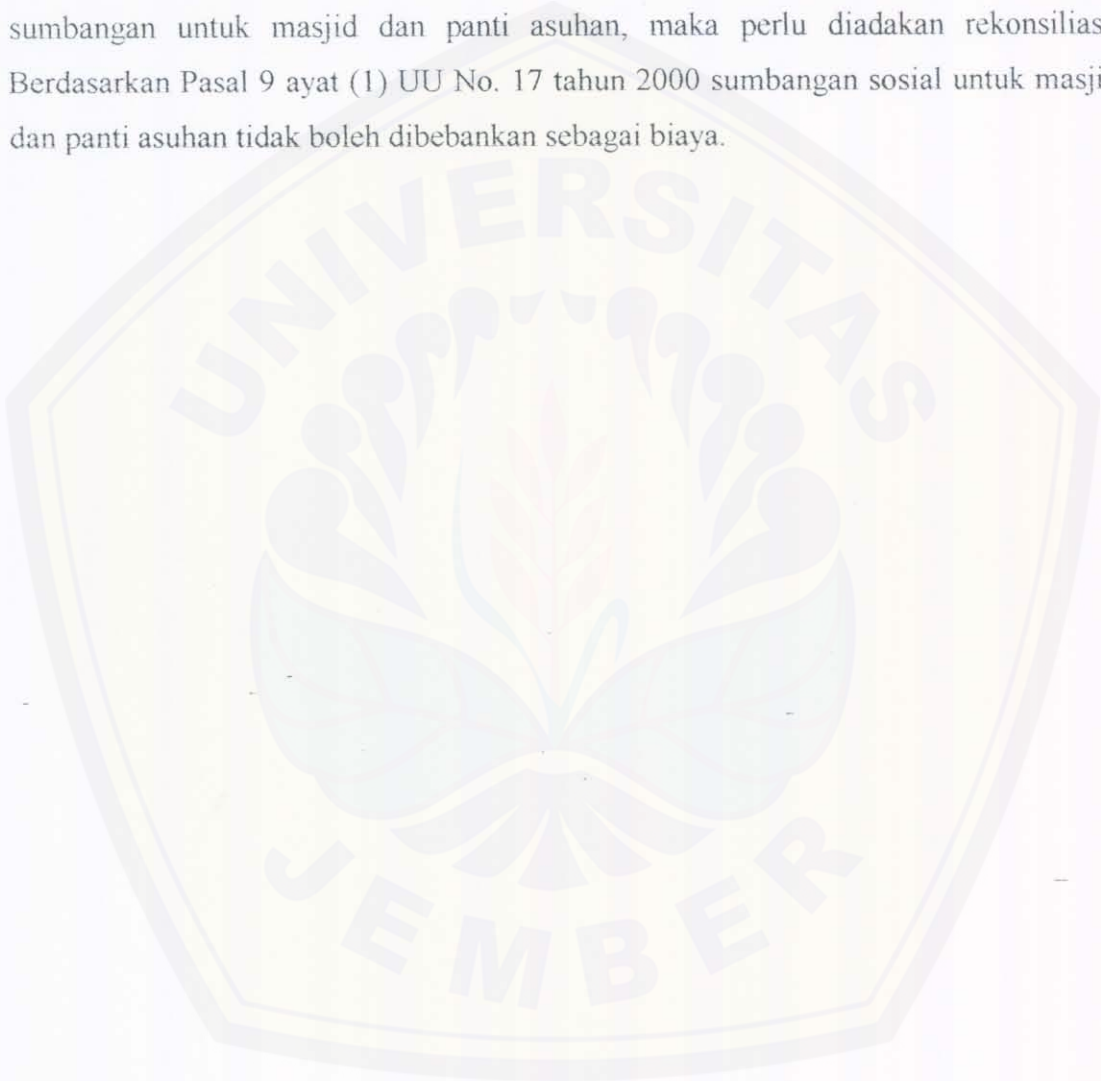 sumbangan untuk masjid dan panti asuhan, maka perlu diadakan rekonsilias
Berdasarkan Pasal 9 ayat (1) UU No. 17 tahun 2000 sumbangan sosial untuk masji
dan panti asuhan tidak boleh dibebankan sebagai biaya.
UNIVERSITAS
JEMBER